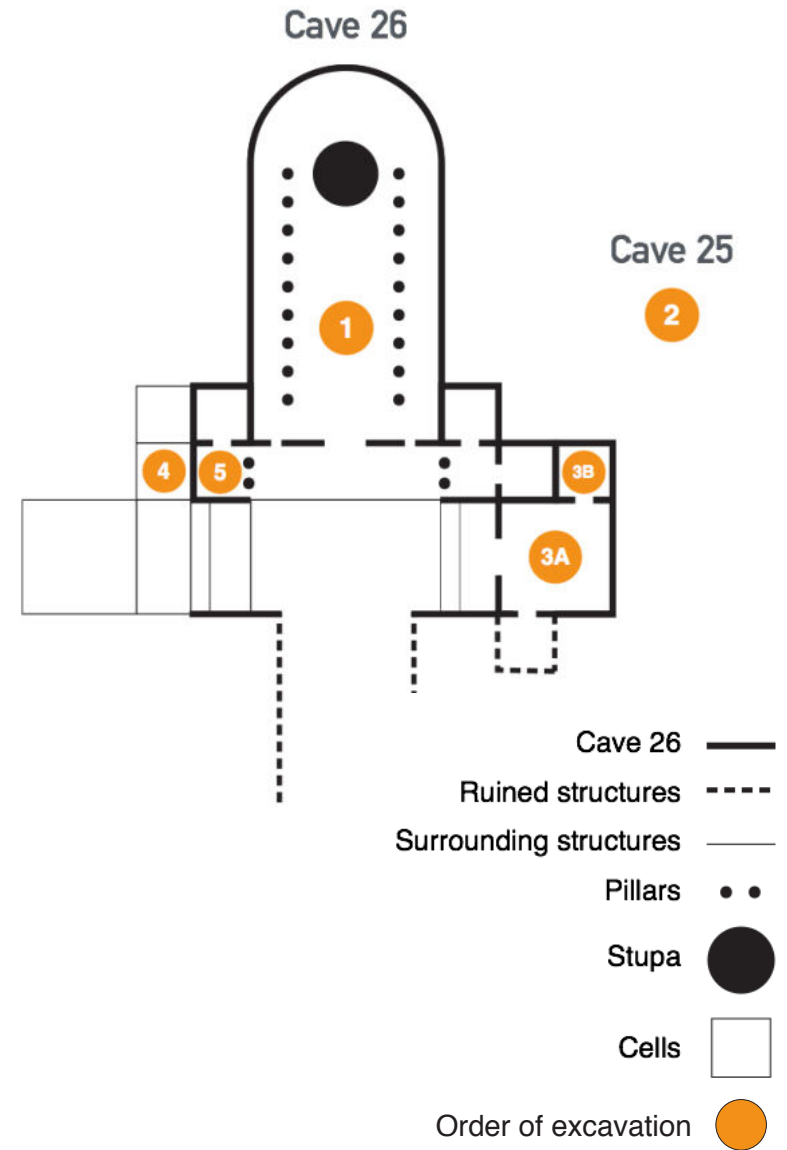 Cave 26
Cave 25
2
1
4
5
3B
3A
Cave 26
Ruined structures
Surrounding structures
Pillars
Stupa
Cells
Order of excavation